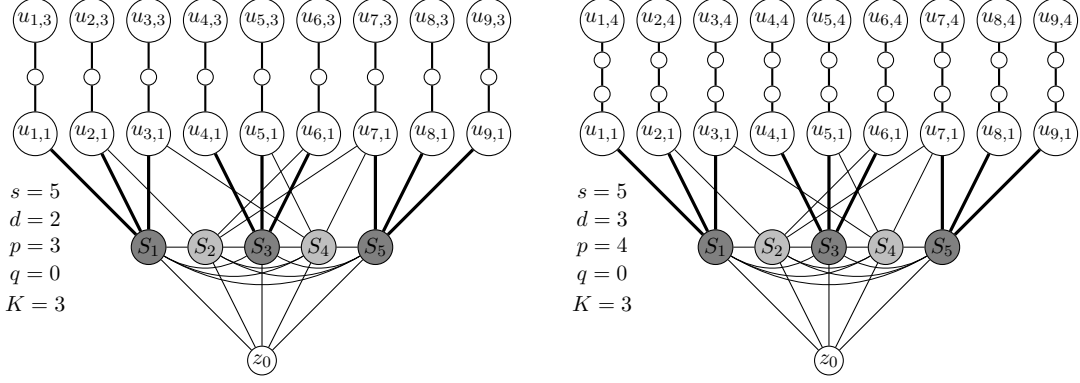 u1,3 u2,3 u3,3 u4,3 u5,3 u6,3 u7,3 u8,3 u9,3
u1,1 u2,1 u3,1 u4,1 u5,1 u6,1 u7,1 u8,1 u9,1
s = 5
d = 2
p = 3
q = 0
K = 3
S1 S2 S3 S4 S5
z0
u1,4 u2,4 u3,4 u4,4 u5,4 u6,4 u7,4 u8,4 u9,4
u1,1 u2,1 u3,1 u4,1 u5,1 u6,1 u7,1 u8,1 u9,1
s = 5
d = 3
p = 4
q = 0
K = 3
S1 S2 S3 S4 S5
z0